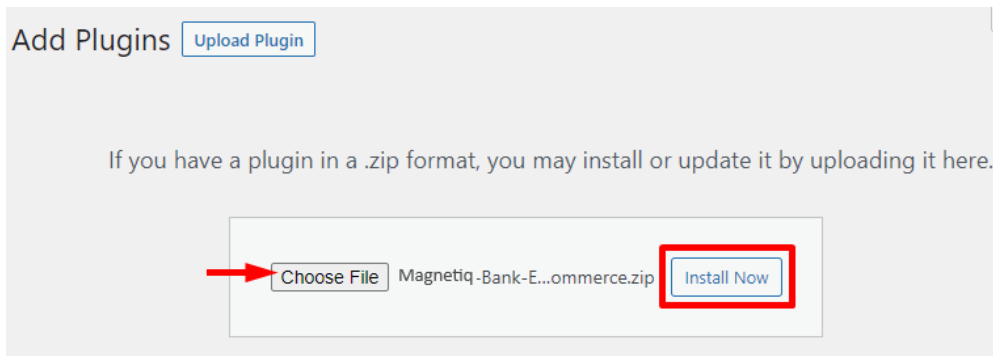 Add Plugins Upload Plugin
If you have a plugin in a .zip format, you may install or update it by uploading it here.
Choose File Magnetiq-Bank-E...ommerce.zip Install Now